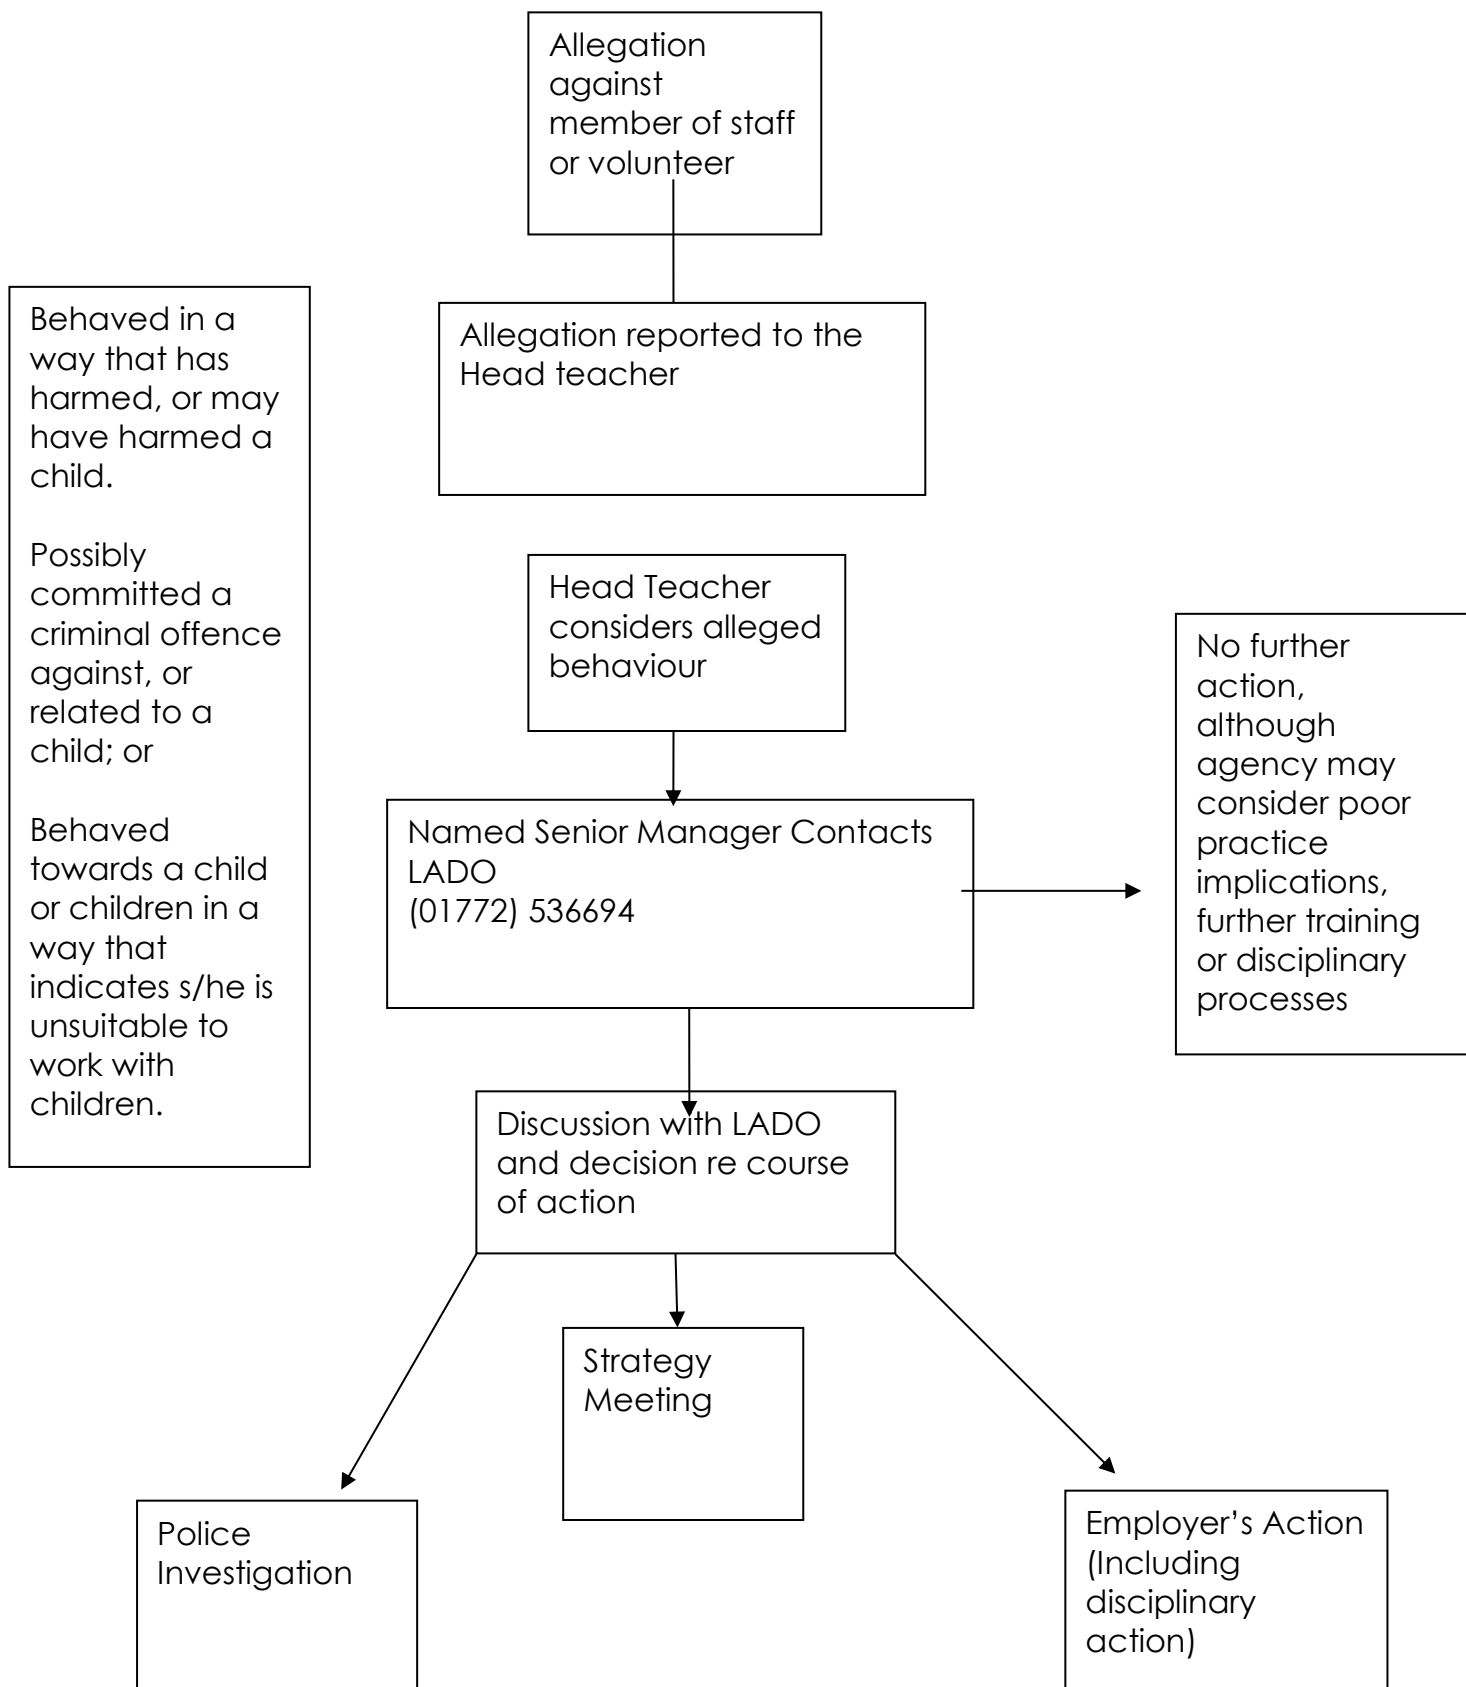 Allegation
against
member of staff
or volunteer
Allegation reported to the
Head teacher
Behaved in a
way that has
harmed, or may
have harmed a
child.
Possibly
committed a
criminal offence
against, or
related to a
child; or
Behaved
towards a child
or children in a
way that
indicates s/he is
unsuitable to
work with
children.
Head Teacher
considers alleged
behaviour
Named Senior Manager Contacts
LADO
(01772) 536694
No further
action,
although
agency may
consider poor
practice
implications,
further training
or disciplinary
processes
Discussion with LADO
and decision re course
of action
Strategy
Meeting
Police
Investigation
Employer’s Action
(Including
disciplinary
action)